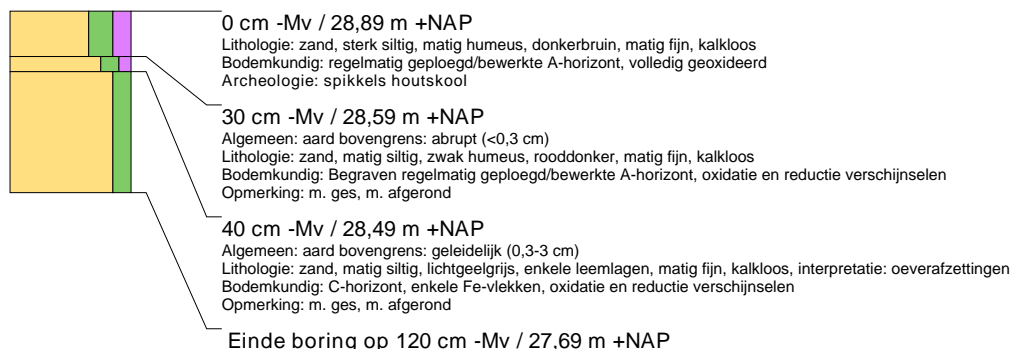 0 cm -Mv / 28,89 m +NAP
Lithologie: zand, sterk siltig, matig humeus, donkerbruin, matig fijn, kalkloos
Bodemkundig: regelmatig geploegd/bewerkte A-horizont, volledig geoxideerd
Archeologie: spikkels houtskool
30 cm -Mv / 28,59 m +NAP
Algemeen: aard bovengrens: abrupt (<0,3 cm)
Lithologie: zand, matig siltig, zwak humeus, rooddonker, matig fijn, kalkloos
Bodemkundig: Begraven regelmatig geploegd/bewerkte A-horizont, oxidatie en reductie verschijnselen
Opmerking: m. ges, m. afgerond
40 cm -Mv / 28,49 m +NAP
Algemeen: aard bovengrens: geleidelijk (0,3-3 cm)
Lithologie: zand, matig siltig, lichtgeelgrijs, enkele leemlagen, matig fijn, kalkloos, interpretatie: oeverafzettingen
Bodemkundig: C-horizont, enkele Fe-vlekken, oxidatie en reductie verschijnselen
Opmerking: m. ges, m. afgerond
Einde boring op 120 cm -Mv / 27,69 m +NAP